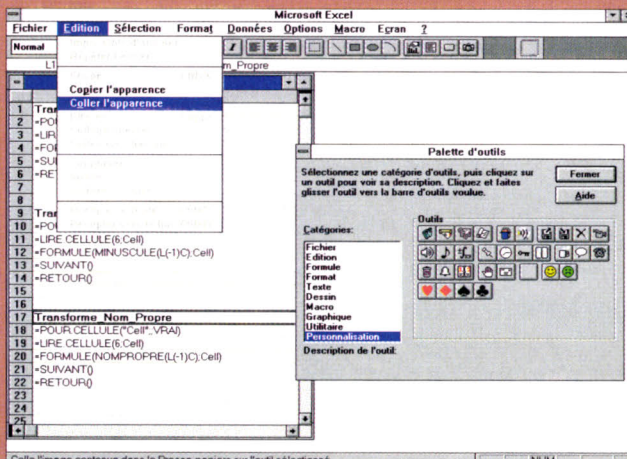 Microsoft Excel
Fichier Edition Sélection Format Données Options Macro Ecran ?
Normal
L1 m_Propre
Copier l'apparence
Coller l'apparence
1 Tran
2 =PO
3 =LIR
4 =FO
5 =SUI
6 =RET
7
8
9 Tran
10 =PO
11 =LIRE.CELLULE(6;Cell)
12 =FORMULE(MINUSCULE(L(-1)C);Cell)
13 =SUIVANT()
14 =RETOUR()
15
16
17 Transforme_Nom_Propre
18 =POUR.CELLULE("Cell";;VRAI)
19 =LIRE.CELLULE(6;Cell)
20 =FORMULE(NOMPROPRE(L(-1)C);Cell)
21 =SUIVANT()
22 =RETOUR()
23
24
25
Palette d'outils
Sélectionnez une catégorie d'outils, puis cliquez sur
un outil pour voir sa description. Cliquez et faites
glisser l'outil vers la barre d'outils voulue.
Fermer
Aide
Catégories:
Fichier
Edition
Formule
Format
Texte
Dessin
Macro
Graphique
Utilitaire
Personnalisation
Outils
Description de l'outil: